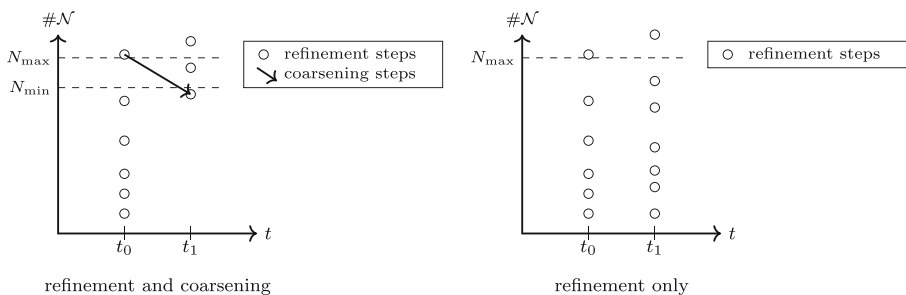 #𝒩
N_max
N_min
refinement steps
coarsening steps
t_0
t_1
t
refinement and coarsening
#𝒩
N_max
refinement steps
t_0
t_1
t
refinement only